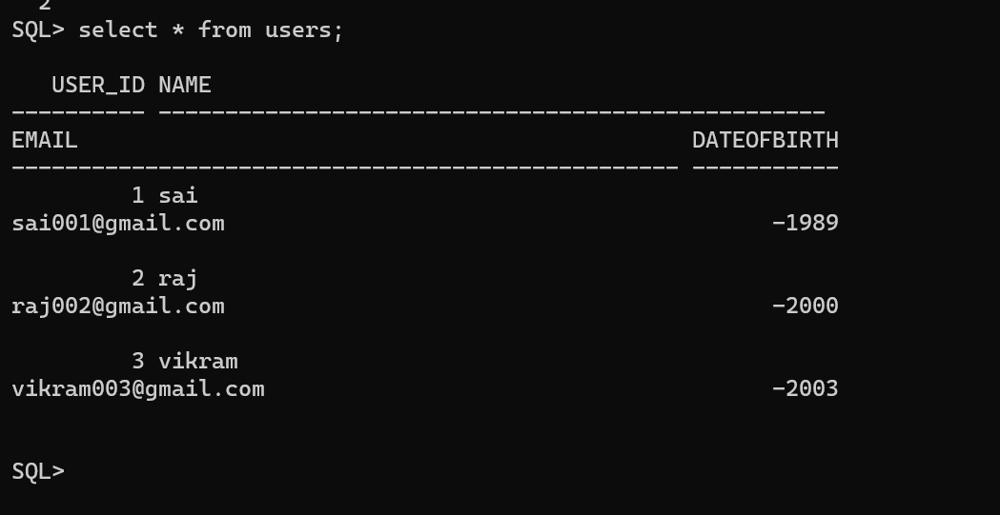 2
SQL> select * from users;
USER_ID NAME
---------- --------------------------------------------------
EMAIL DATEOFBIRTH
-------------------------------------------------- -----------
1 sai
sai001@gmail.com -1989
2 raj
raj002@gmail.com -2000
3 vikram
vikram003@gmail.com -2003
SQL>